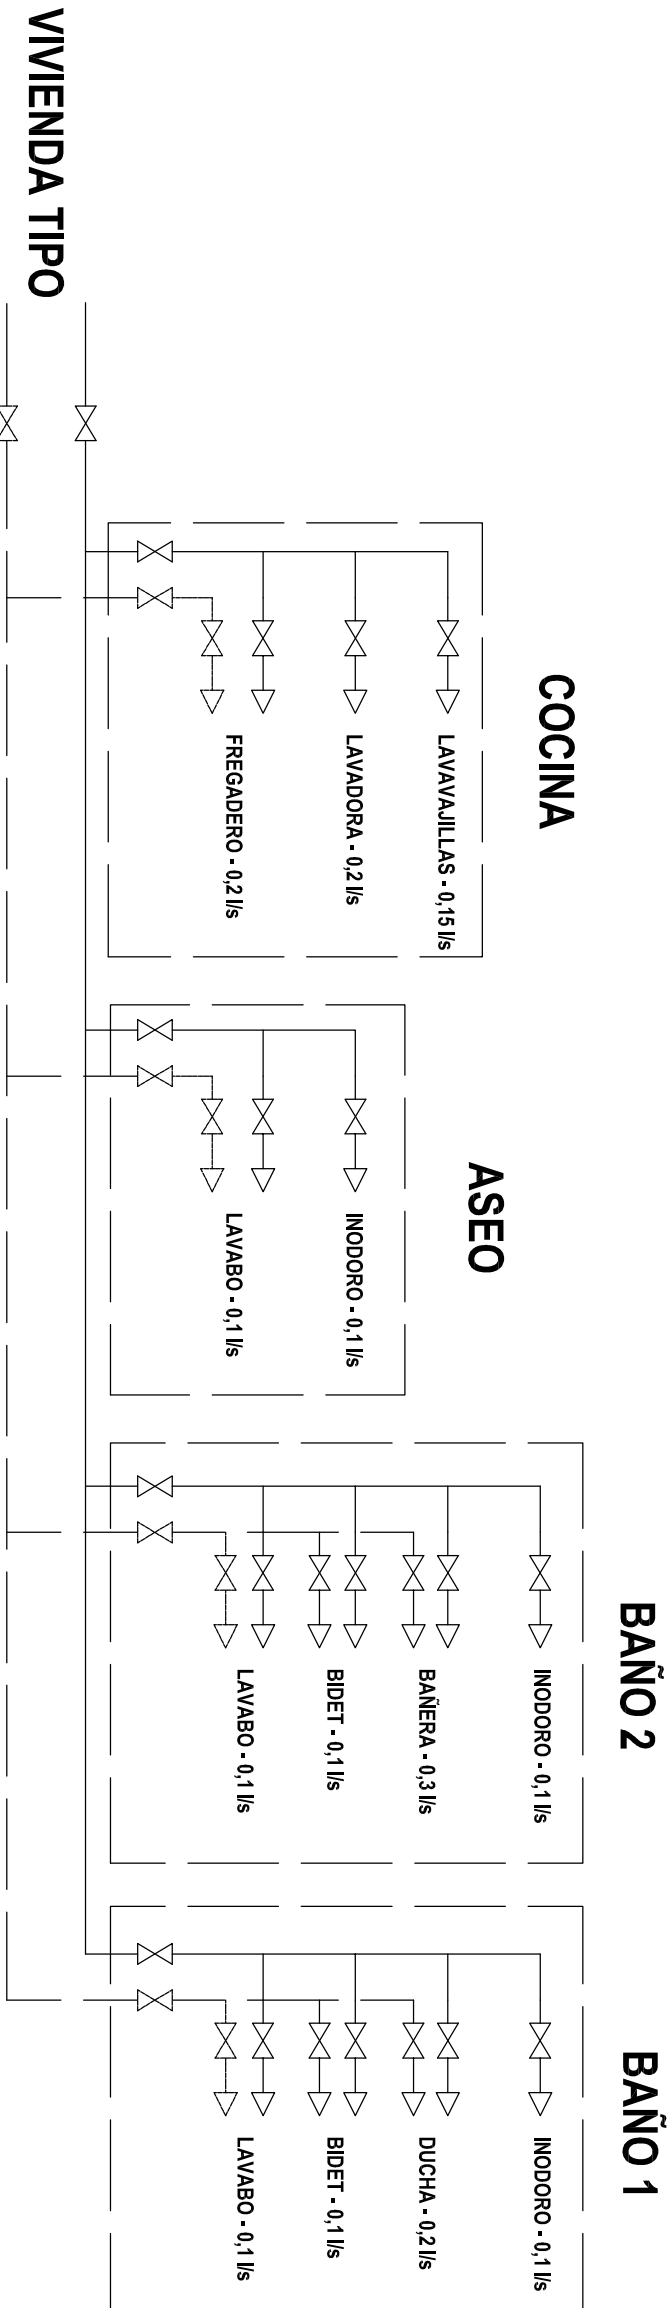 VIVIENDA TIPO
COCINA
LAVAVAJILLAS - 0,15 l/s
LAVADORA - 0,2 l/s
FREGADERO - 0,2 l/s
ASEO
INODORO - 0,1 l/s
LAVABO - 0,1 l/s
BAÑO 2
INODORO - 0,1 l/s
BAÑERA - 0,3 l/s
BIDET - 0,1 l/s
LAVABO - 0,1 l/s
BAÑO 1
INODORO - 0,1 l/s
DUCHA - 0,2 l/s
BIDET - 0,1 l/s
LAVABO - 0,1 l/s